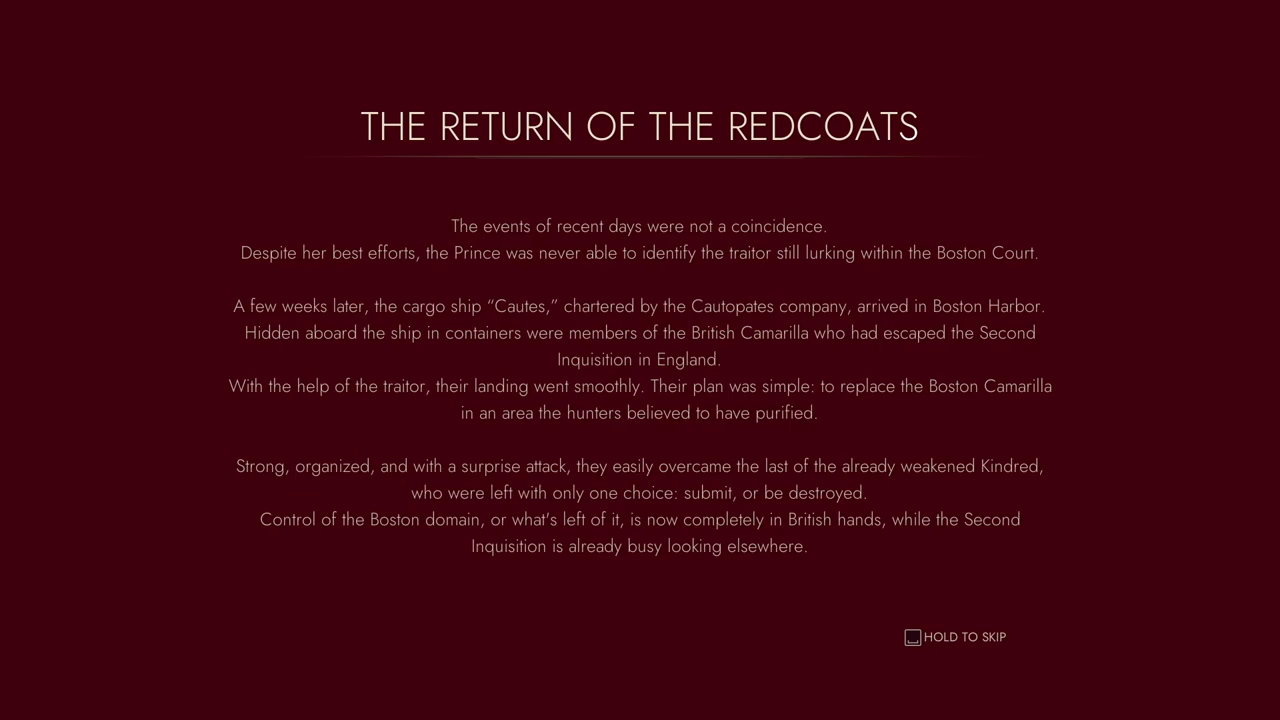 THE RETURN OF THE REDCOATS
The events of recent days were not a coincidence.
Despite her best efforts, the Prince was never able to identify the traitor still lurking within the Boston Court.
A few weeks later, the cargo ship “Cautes,” chartered by the Cautopates company, arrived in Boston Harbor.
Hidden aboard the ship in containers were members of the British Camarilla who had escaped the Second
Inquisition in England.
With the help of the traitor, their landing went smoothly. Their plan was simple: to replace the Boston Camarilla
in an area the hunters believed to have purified.
Strong, organized, and with a surprise attack, they easily overcame the last of the already weakened Kindred,
who were left with only one choice: submit, or be destroyed.
Control of the Boston domain, or what's left of it, is now completely in British hands, while the Second
Inquisition is already busy looking elsewhere.
HOLD TO SKIP